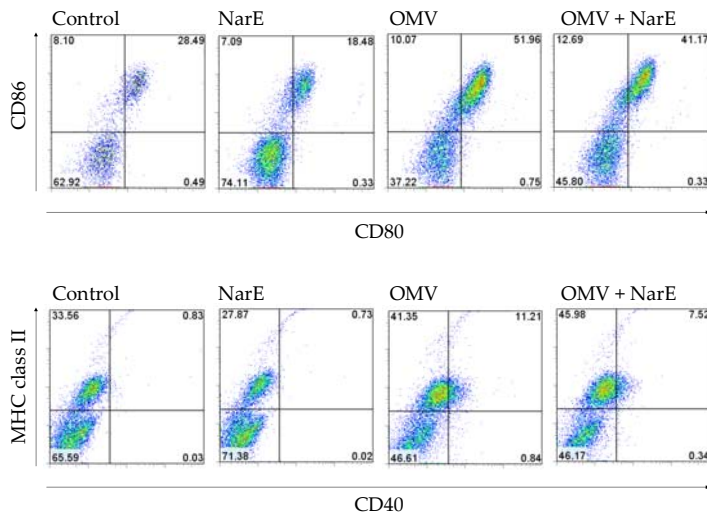 Control NarE OMV OMV + NarE
8.10 28.49 7.09 18.48 10.07 51.96 12.69 41.17
CD86
62.92 0.49 74.11 0.33 37.22 0.75 45.80 0.33
CD80
Control NarE OMV OMV + NarE
33.56 0.83 27.87 0.73 41.35 11.21 45.98 7.52
MHC class II
65.59 0.03 71.38 0.02 46.61 0.84 46.17 0.34
CD40